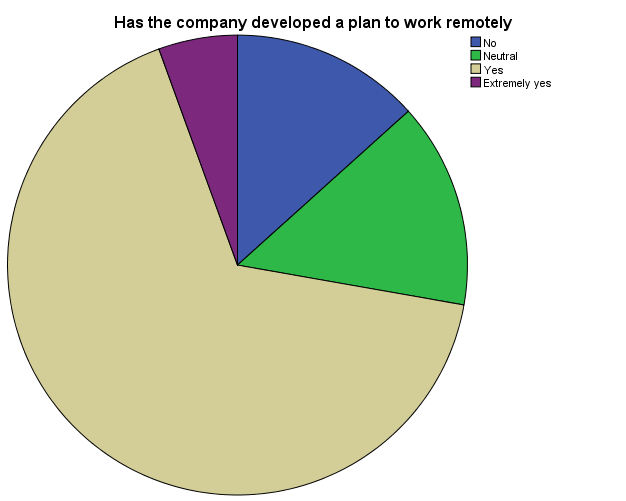 Has the company developed a plan to work remotely
No
Neutral
Yes
Extremely yes